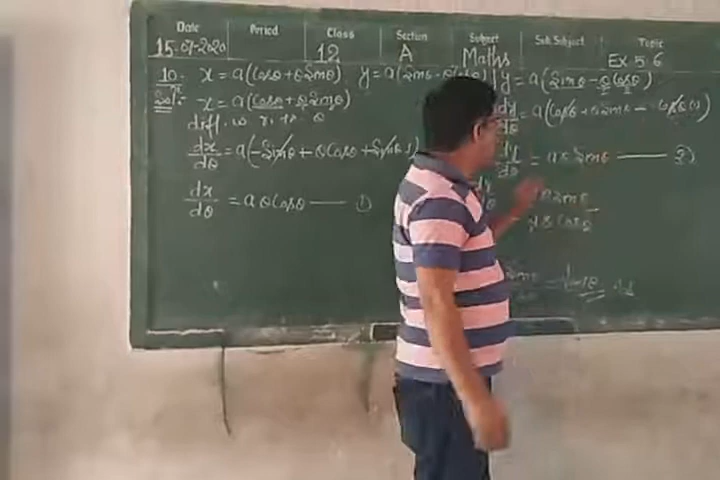 Date Period Class Section Subject Sub Subject Topic
15-07-2020 12 A Maths Ex 5.6
10. x = a(Cosθ + θSinθ) y = a(Sinθ - θCosθ)
Solⁿ:- x = a(Cosθ + θSinθ)
diff. w. r. to θ
dx/dθ = a(-Sinθ + θCosθ + Sinθ.1)
dx/dθ = aθCosθ —— ①
y = a(Sinθ - θCosθ)
dy/dθ = a(Cosθ + θSinθ - Cosθ(1))
dy/dθ = aθSinθ —— ②